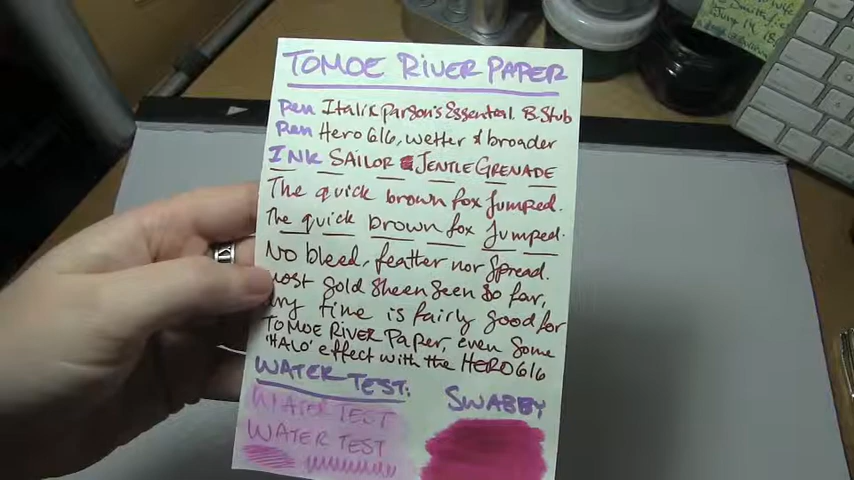 TOMOE RIVER PAPER
Pen Italix Parson's Essential B.Stub
Pen Hero 616, wetter & broader
INK SAILOR JENTLE GRENADE
The quick brown fox jumped.
The quick brown fox jumped.
No bleed, feather nor spread.
most gold sheen seen so far,
Dry time is fairly good for
TOMOE RIVER PAPER, even some
'HALO' effect with the HERO 616
WATER TEST:
SWABBY
WATER TEST
WATER TEST